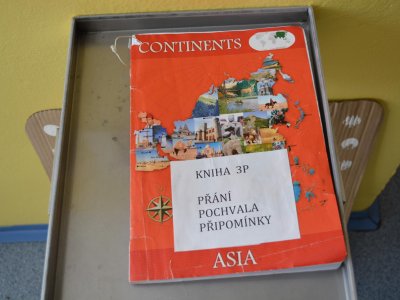 CONTINENTS
KNIHA 3P
PŘÁNÍ
POCHVALA
PŘIPOMÍNKY
ASIA